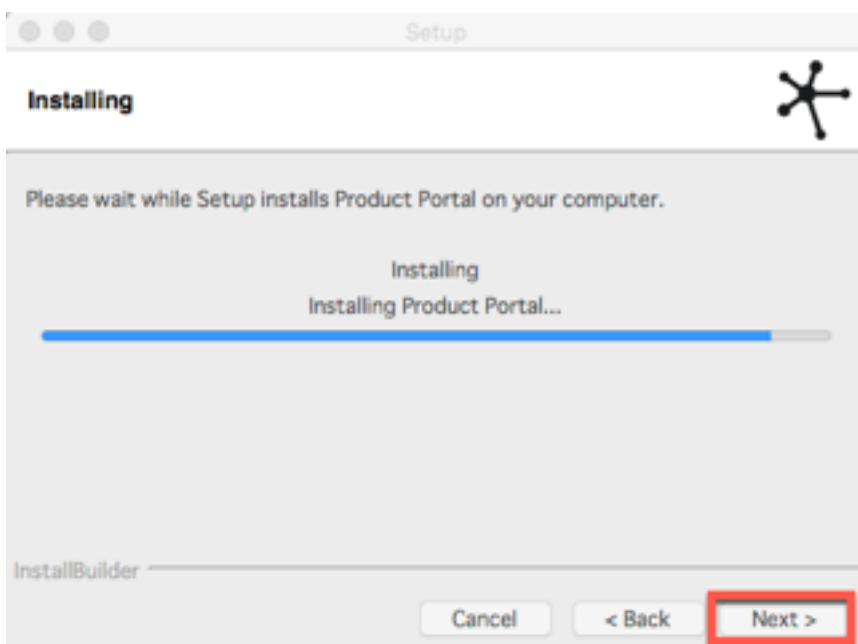 Setup
Installing
Please wait while Setup installs Product Portal on your computer.
Installing
Installing Product Portal...
InstallBuilder
Cancel
< Back
Next >